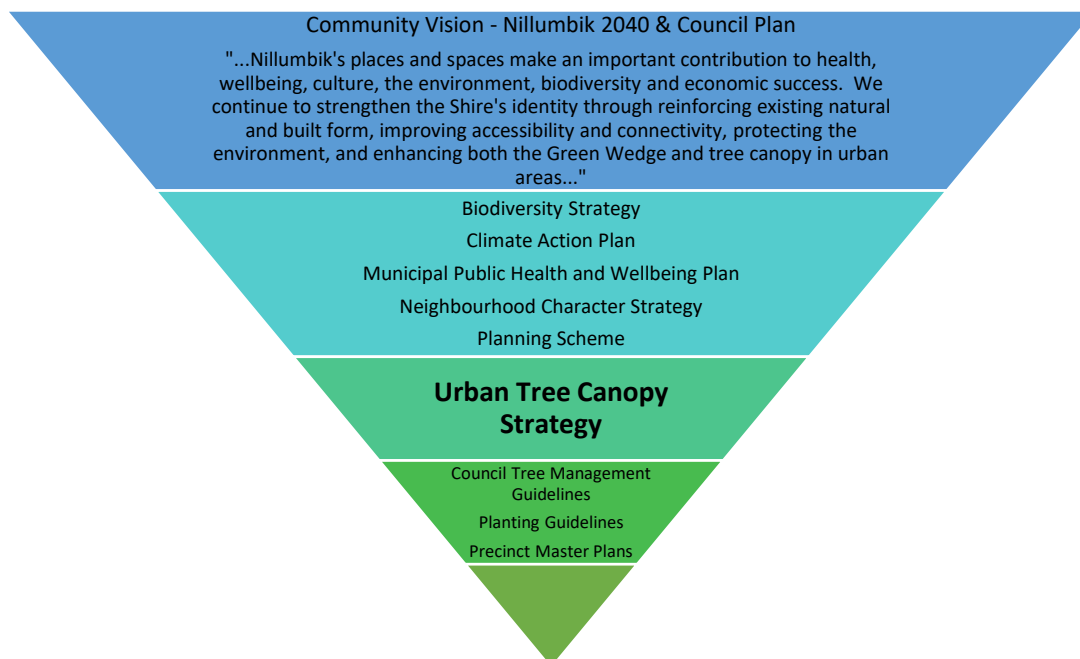 Community Vision - Nillumbik 2040 & Council Plan
"...Nillumbik's places and spaces make an important contribution to health,
wellbeing, culture, the environment, biodiversity and economic success.  We
continue to strengthen the Shire's identity through reinforcing existing natural
and built form, improving accessibility and connectivity, protecting the
environment, and enhancing both the Green Wedge and tree canopy in urban
areas..."
Biodiversity Strategy
Climate Action Plan
Municipal Public Health and Wellbeing Plan
Neighbourhood Character Strategy
Planning Scheme
Urban Tree Canopy
Strategy
Council Tree Management
Guidelines
Planting Guidelines
Precinct Master Plans